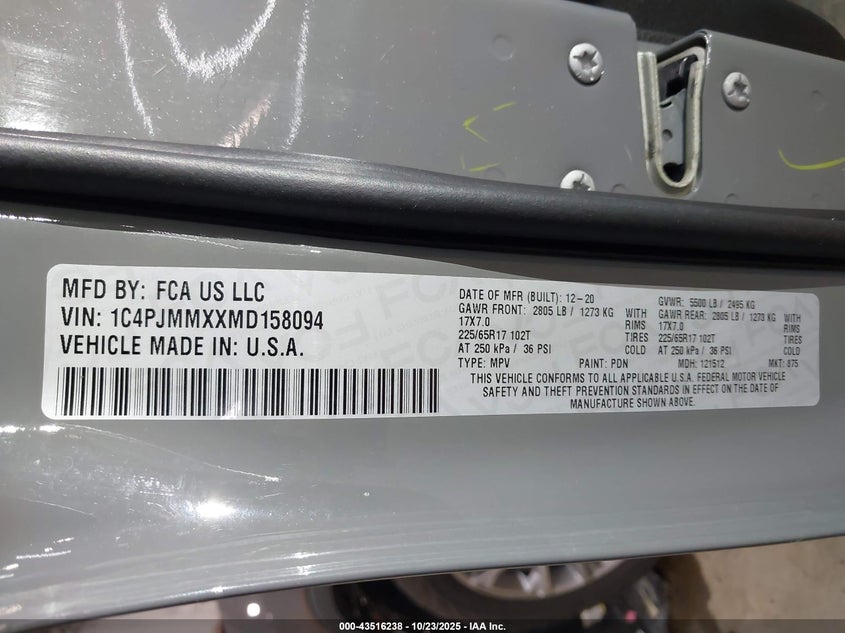 MFD BY: FCA US LLC
VIN: 1C4PJMMXXMD158094
VEHICLE MADE IN: U.S.A.
DATE OF MFR (BUILT): 12-20 GVWR: 5500 LB / 2495 KG
GAWR FRONT: 2805 LB / 1273 KG WITH GAWR REAR: 2805 LB / 1273 KG WITH
17X7.0 RIMS 17X7.0 RIMS
225/65R17 102T TIRES 225/65R17 102T TIRES
AT 250 kPa / 36 PSI COLD AT 250 kPa / 36 PSI COLD
TYPE: MPV PAINT: PDN MDH: 121512 MKT: 875
THIS VEHICLE CONFORMS TO ALL APPLICABLE U.S.A. FEDERAL MOTOR VEHICLE
SAFETY AND THEFT PREVENTION STANDARDS IN EFFECT ON THE DATE OF
MANUFACTURE SHOWN ABOVE.
000-43516238 - 10/23/2025 - IAA Inc.